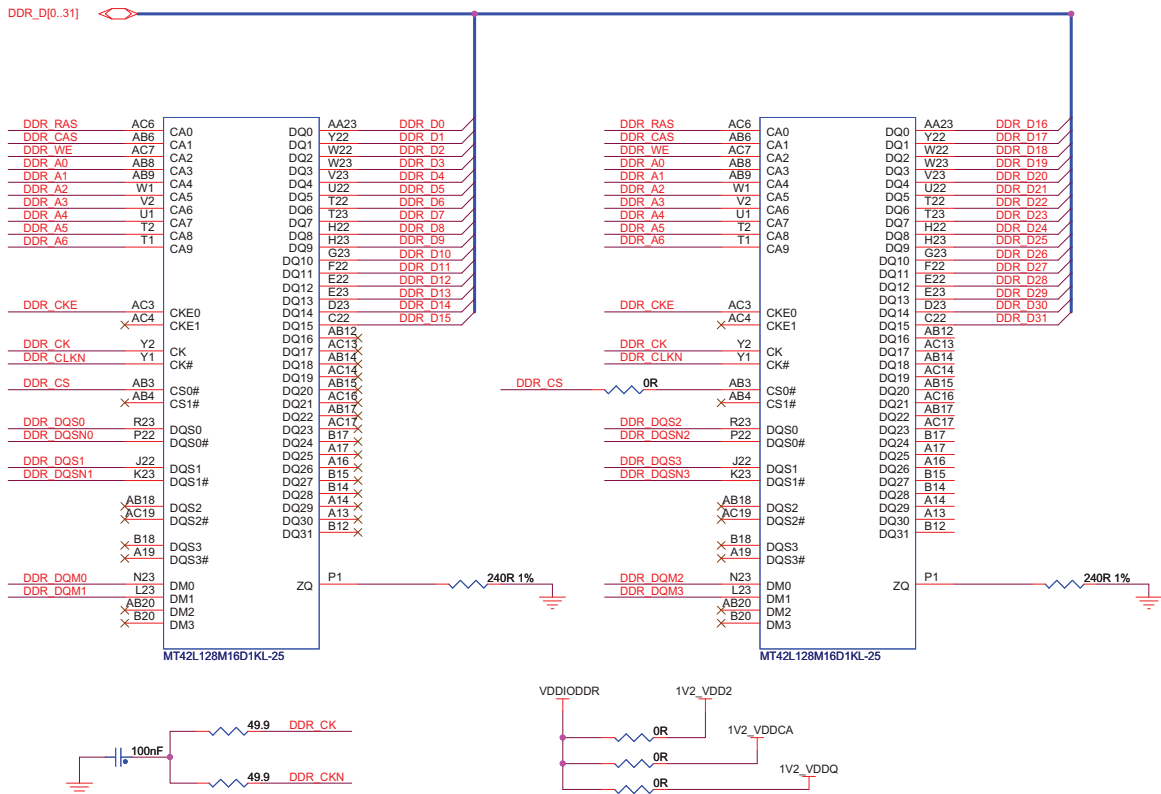 DDR_D[0..31]
DDR_RAS AC6 CA0 DQ0 AA23 DDR_D0
DDR_CAS AB6 CA1 DQ1 Y22 DDR_D1
DDR_WE AC7 CA2 DQ2 W22 DDR_D2
DDR_A0 AB8 CA3 DQ3 W23 DDR_D3
DDR_A1 AB9 CA4 DQ4 V23 DDR_D4
DDR_A2 W1 CA5 DQ5 U22 DDR_D5
DDR_A3 V2 CA6 DQ6 T22 DDR_D6
DDR_A4 U1 CA7 DQ7 T23 DDR_D7
DDR_A5 T2 CA8 DQ8 H22 DDR_D8
DDR_A6 T1 CA9 DQ9 H23 DDR_D9
DQ10 G23 DDR_D10
DQ11 F22 DDR_D11
DQ12 E22 DDR_D12
DQ13 E23 DDR_D13
DDR_CKE AC3 CKE0 DQ14 D23 DDR_D14
AC4 CKE1 DQ15 C22 DDR_D15
DQ16 AB12
DDR_CK Y2 CK DQ17 AC13
DDR_CLKN Y1 CK# DQ18 AB14
DQ19 AC14
DDR_CS AB3 CS0# DQ20 AB15
AB4 CS1# DQ21 AC16
DQ22 AB17
DDR_DQS0 R23 DQS0 DQ23 AC17
DDR_DQSN0 P22 DQS0# DQ24 B17
DQ25 A17
DDR_DQS1 J22 DQS1 DQ26 A16
DDR_DQSN1 K23 DQS1# DQ27 B15
DQ28 B14
AB18 DQS2 DQ29 A14
AC19 DQS2# DQ30 A13
DQ31 B12
B18 DQS3
A19 DQS3#
DDR_DQM0 N23 DM0 ZQ P1 240R 1%
DDR_DQM1 L23 DM1
AB20 DM2
B20 DM3
MT42L128M16D1KL-25
DDR_RAS AC6 CA0 DQ0 AA23 DDR_D16
DDR_CAS AB6 CA1 DQ1 Y22 DDR_D17
DDR_WE AC7 CA2 DQ2 W22 DDR_D18
DDR_A0 AB8 CA3 DQ3 W23 DDR_D19
DDR_A1 AB9 CA4 DQ4 V23 DDR_D20
DDR_A2 W1 CA5 DQ5 U22 DDR_D21
DDR_A3 V2 CA6 DQ6 T22 DDR_D22
DDR_A4 U1 CA7 DQ7 T23 DDR_D23
DDR_A5 T2 CA8 DQ8 H22 DDR_D24
DDR_A6 T1 CA9 DQ9 H23 DDR_D25
DQ10 G23 DDR_D26
DQ11 F22 DDR_D27
DQ12 E22 DDR_D28
DQ13 E23 DDR_D29
DDR_CKE AC3 CKE0 DQ14 D23 DDR_D30
AC4 CKE1 DQ15 C22 DDR_D31
DQ16 AB12
DDR_CK Y2 CK DQ17 AC13
DDR_CLKN Y1 CK# DQ18 AB14
DQ19 AC14
DDR_CS 0R AB3 CS0# DQ20 AB15
AB4 CS1# DQ21 AC16
DQ22 AB17
DDR_DQS2 R23 DQS0 DQ23 AC17
DDR_DQSN2 P22 DQS0# DQ24 B17
DQ25 A17
DDR_DQS3 J22 DQS1 DQ26 A16
DDR_DQSN3 K23 DQS1# DQ27 B15
DQ28 B14
AB18 DQS2 DQ29 A14
AC19 DQS2# DQ30 A13
DQ31 B12
B18 DQS3
A19 DQS3#
DDR_DQM2 N23 DM0 ZQ P1 240R 1%
DDR_DQM3 L23 DM1
AB20 DM2
B20 DM3
MT42L128M16D1KL-25
49.9 DDR_CK
100nF
49.9 DDR_CKN
VDDIODDR 1V2_VDD2
0R 1V2_VDDCA
0R 1V2_VDDQ
0R